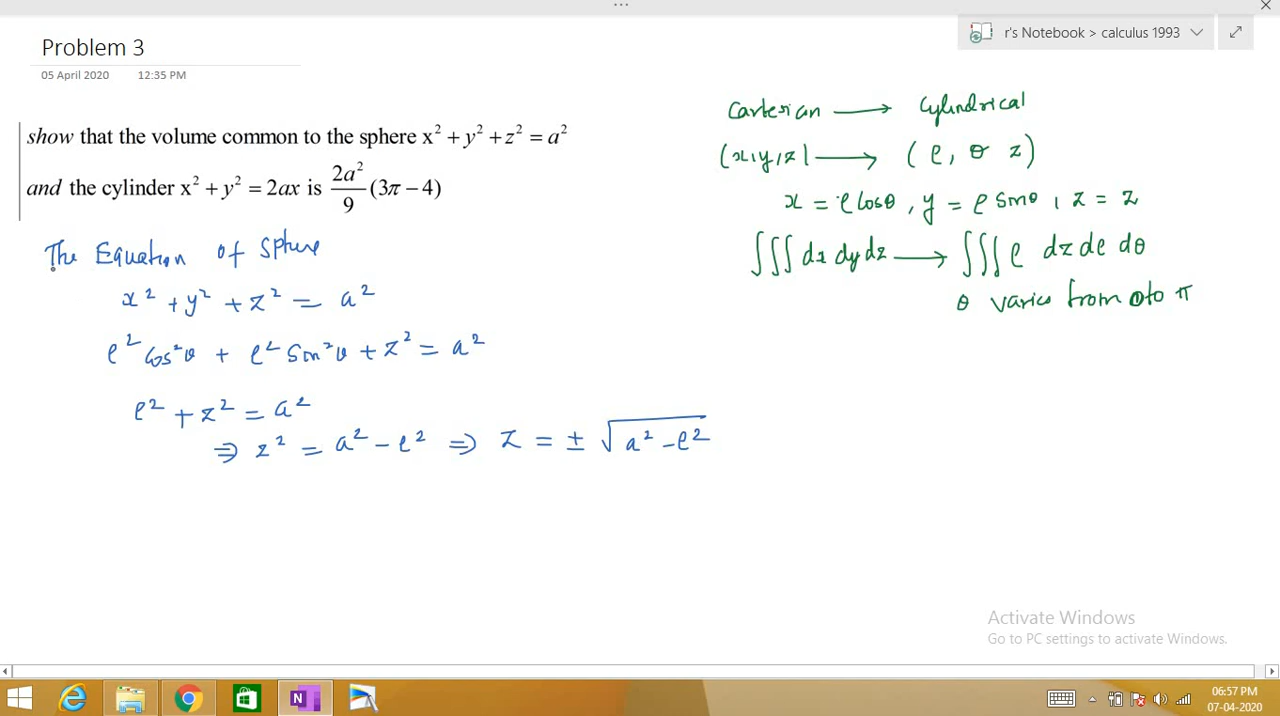 r's Notebook > calculus 1993
Problem 3
05 April 2020 12:35 PM
show that the volume common to the sphere x² + y² + z² = a²
and the cylinder x² + y² = 2ax is 2a²/9 (3π − 4)
The Equation of Sphere
x² + y² + z² = a²
ρ² cos²θ + ρ² sin²θ + z² = a²
ρ² + z² = a²
⇒ z² = a² − ρ² ⇒ z = ± √(a² − ρ²)
Cartesian ⟶ Cylindrical
(x, y, z) ⟶ (ρ, θ z)
x = ρ cosθ, y = ρ sinθ, z = z
∫∫∫ dx dy dz ⟶ ∫∫∫ ρ dz dρ dθ
θ varies from 0 to π
Activate Windows
Go to PC settings to activate Windows.
06:57 PM
07-04-2020